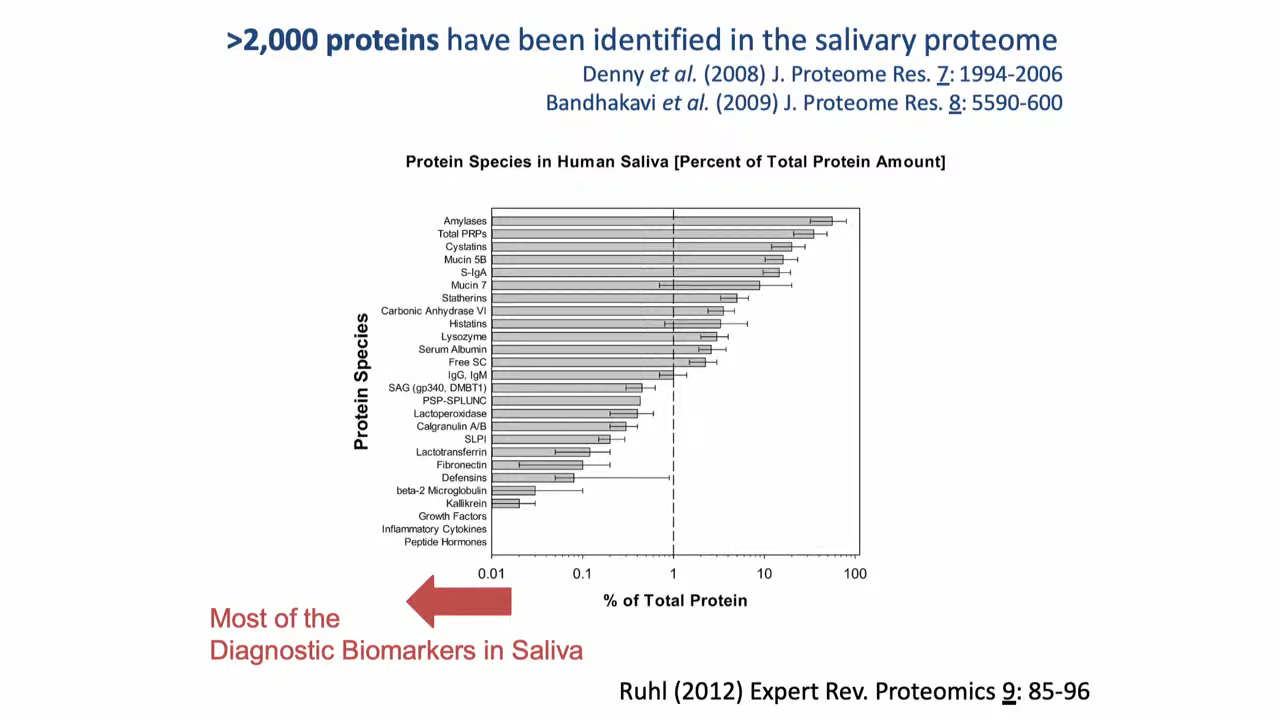 >2,000 proteins have been identified in the salivary proteome
Denny et al. (2008) J. Proteome Res. 7: 1994-2006
Bandhakavi et al. (2009) J. Proteome Res. 8: 5590-600
Protein Species in Human Saliva [Percent of Total Protein Amount]
Protein Species
Amylases
Total PRPs
Cystatins
Mucin 5B
S-IgA
Mucin 7
Statherins
Carbonic Anhydrase VI
Histatins
Lysozyme
Serum Albumin
Free SC
IgG, IgM
SAG (gp340, DMBT1)
PSP-SPLUNC
Lactoperoxidase
Calgranulin A/B
SLPI
Lactotransferrin
Fibronectin
Defensins
beta-2 Microglobulin
Kallikrein
Growth Factors
Inflammatory Cytokines
Peptide Hormones
0.01 0.1 1 10 100
% of Total Protein
Most of the
Diagnostic Biomarkers in Saliva
Ruhl (2012) Expert Rev. Proteomics 9: 85-96